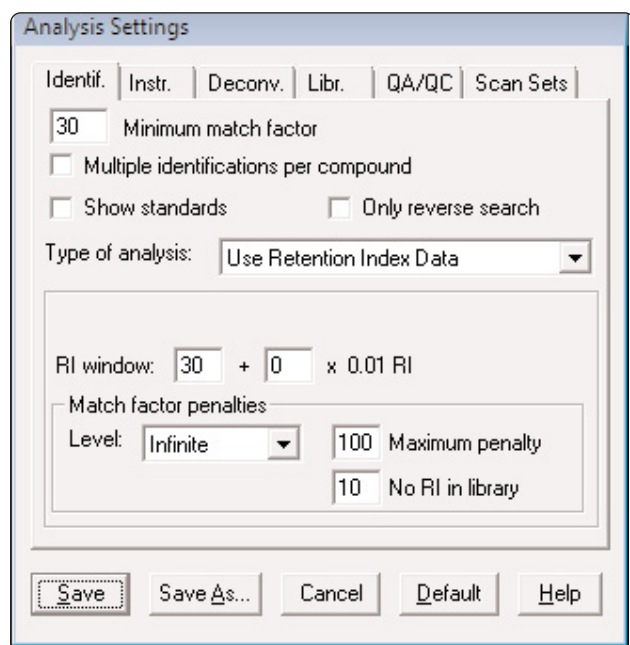 Analysis Settings
Identif. Instr. Deconv. Libr. QA/QC Scan Sets
30 Minimum match factor
Multiple identifications per compound
Show standards Only reverse search
Type of analysis: Use Retention Index Data
RI window: 30 + 0 x 0.01 RI
Match factor penalties
Level: Infinite 100 Maximum penalty
10 No RI in library
Save Save As... Cancel Default Help